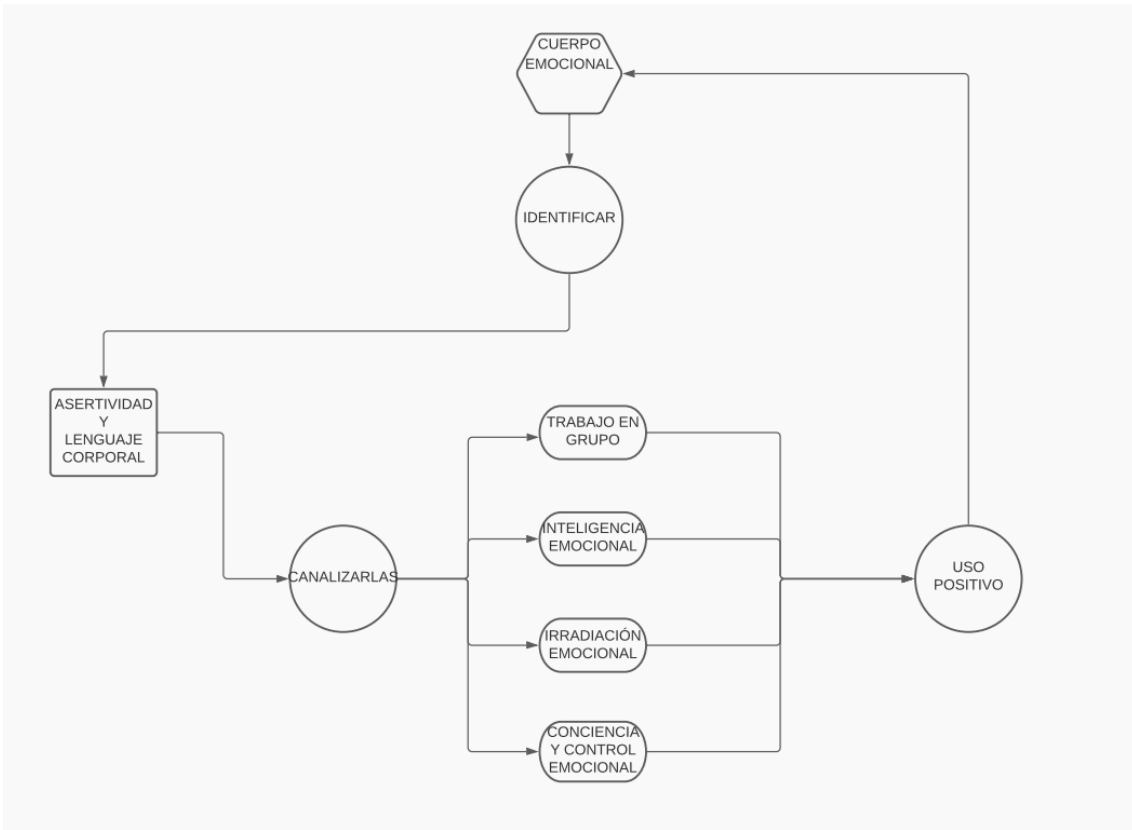 CUERPO
EMOCIONAL
IDENTIFICAR
ASERTIVIDAD
Y
LENGUAJE
CORPORAL
CANALIZARLAS
TRABAJO EN
GRUPO
INTELIGENCIA
EMOCIONAL
IRRADIACIÓN
EMOCIONAL
CONCIENCIA
Y CONTROL
EMOCIONAL
USO
POSITIVO